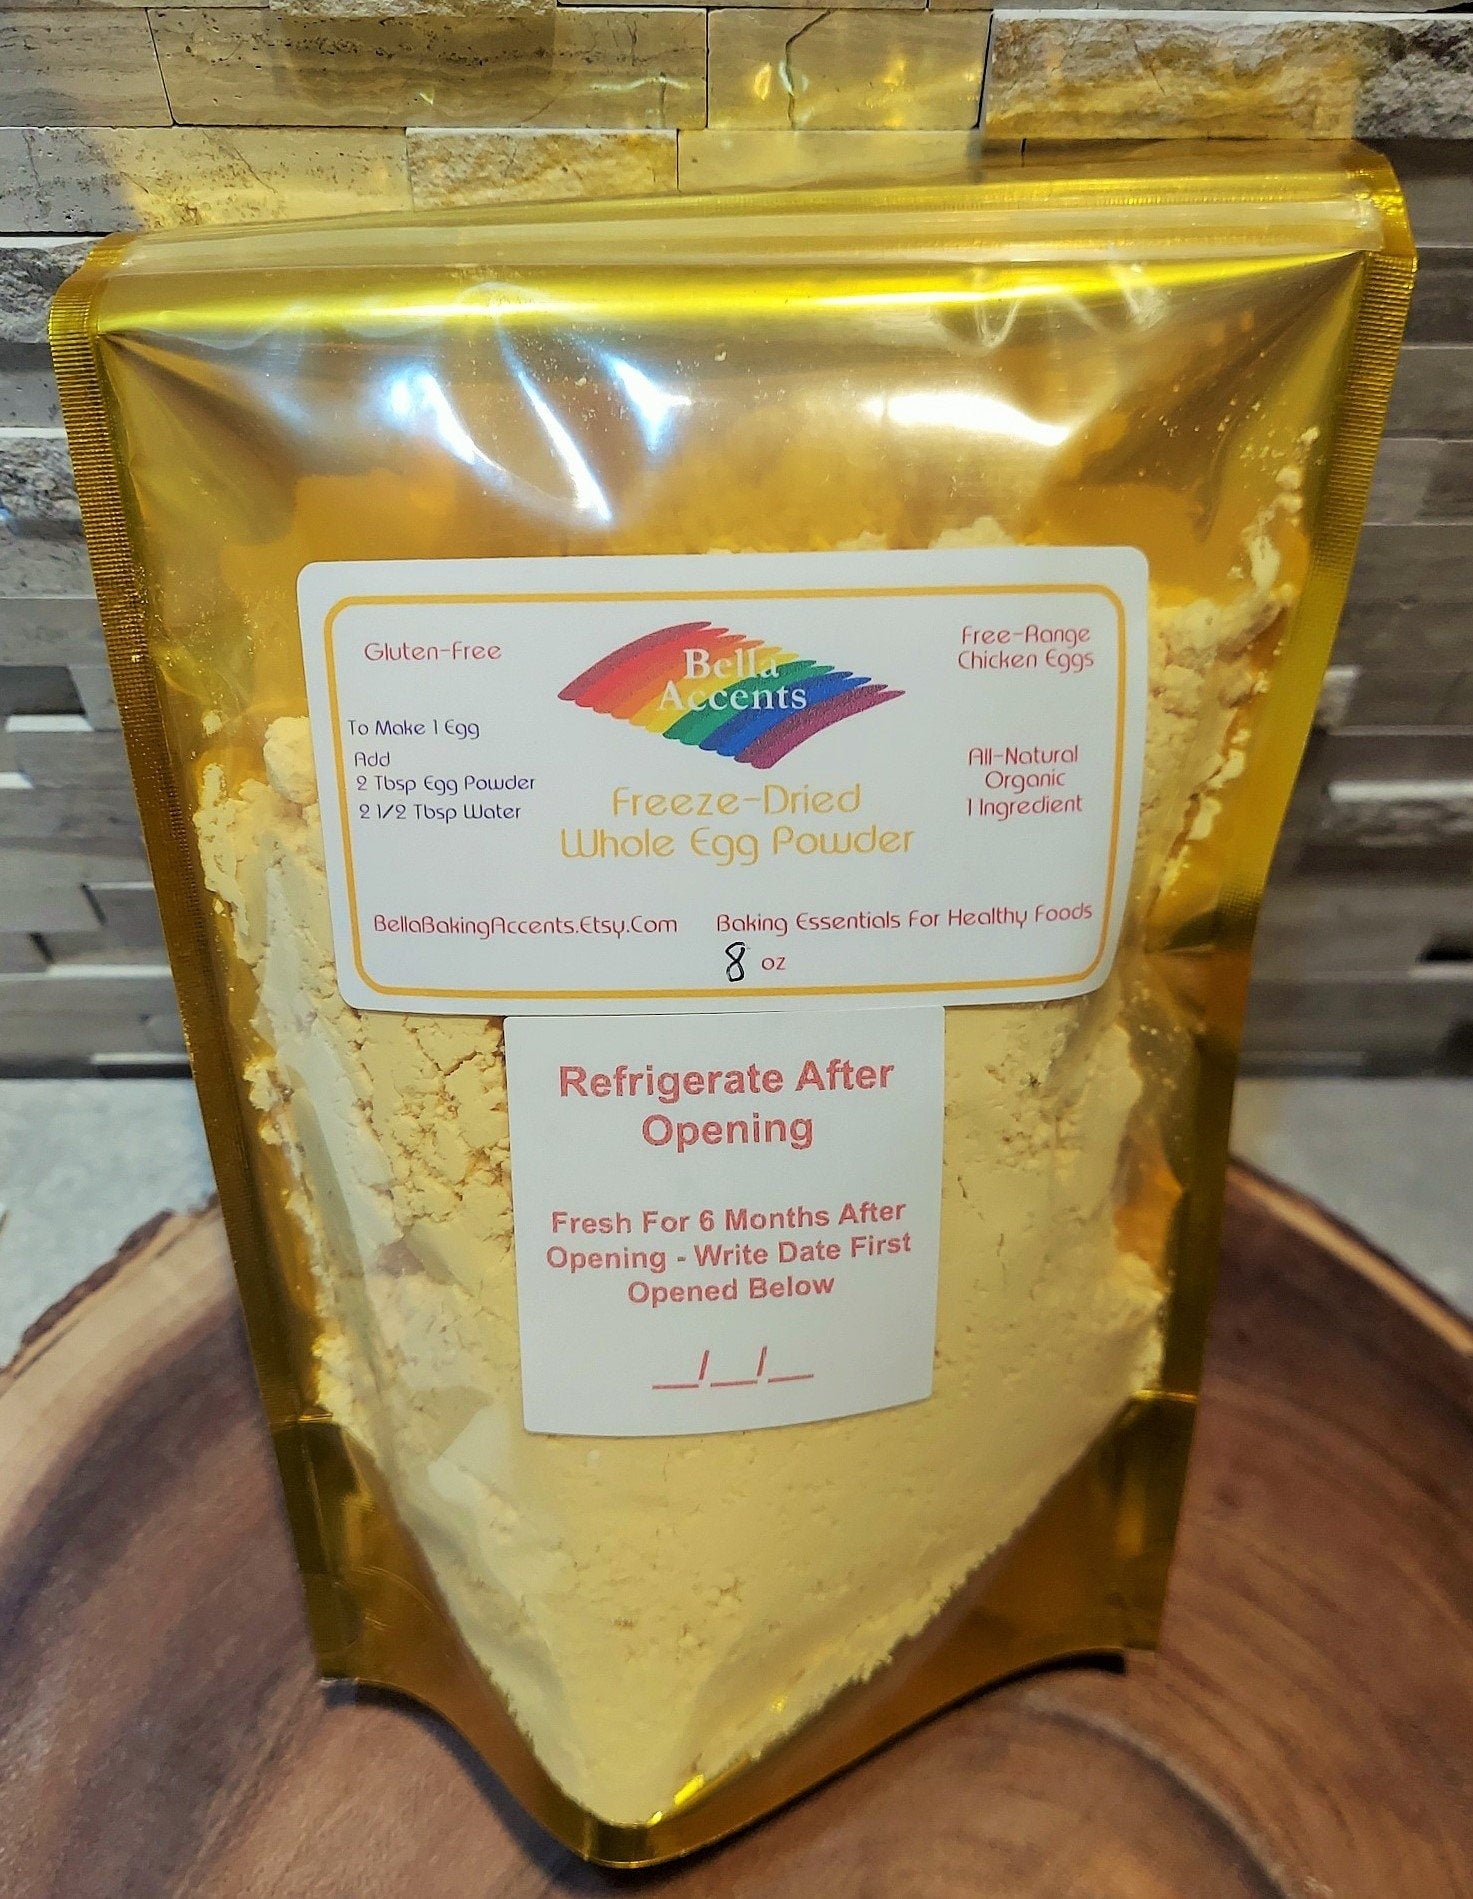 Gluten-Free
Bella
Accents
Free-Range
Chicken Eggs
To Make 1 Egg
Add
2 Tbsp Egg Powder
2 1/2 Tbsp Water
All-Natural
Organic
1 Ingredient
Freeze-Dried
Whole Egg Powder
BellaBakingAccents.Etsy.Com
Baking Essentials For Healthy Foods
8 oz
Refrigerate After
Opening
Fresh For 6 Months After
Opening - Write Date First
Opened Below
__/__/__